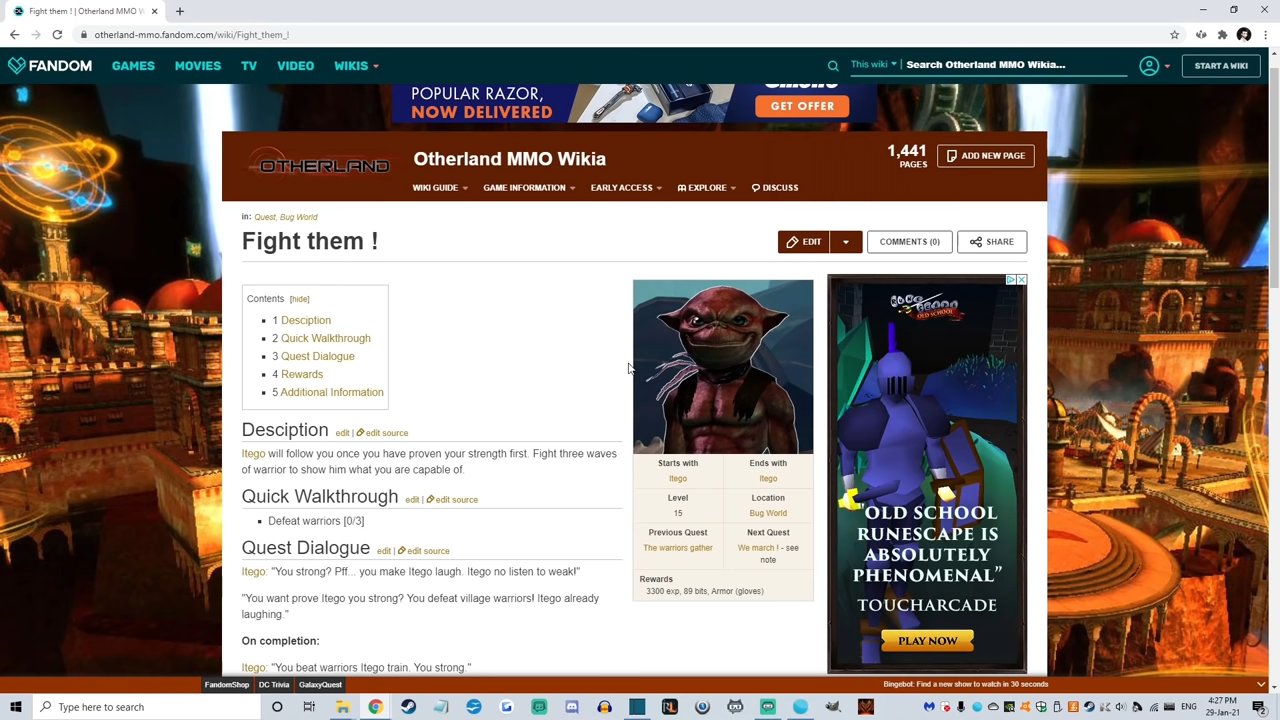 Fight them ! | Otherland MMO W
otherland-mmo.fandom.com/wiki/Fight_them_!
FANDOM
GAMES
MOVIES
TV
VIDEO
WIKIS
This wiki
Search Otherland MMO Wikia...
START A WIKI
POPULAR RAZOR,
NOW DELIVERED
GET OFFER
OTHERLAND
Otherland MMO Wikia
1,441
PAGES
ADD NEW PAGE
WIKI GUIDE
GAME INFORMATION
EARLY ACCESS
EXPLORE
DISCUSS
in: Quest, Bug World
Fight them !
EDIT
COMMENTS (0)
SHARE
Contents [hide]
1 Desciption
2 Quick Walkthrough
3 Quest Dialogue
4 Rewards
5 Additional Information
Desciption edit | edit source
Itego will follow you once you have proven your strength first. Fight three waves
of warrior to show him what you are capable of.
Quick Walkthrough edit | edit source
Defeat warriors [0/3]
Quest Dialogue edit | edit source
Itego: "You strong? Pff... you make Itego laugh. Itego no listen to weak!"
"You want prove Itego you strong? You defeat village warriors! Itego already
laughing."
On completion:
Itego: "You beat warriors Itego train. You strong."
Starts with
Itego
Ends with
Itego
Level
15
Location
Bug World
Previous Quest
The warriors gather
Next Quest
We march ! - see
note
Rewards
3300 exp, 89 bits, Armor (gloves)
OLD SCHOOL
"OLD SCHOOL
RUNESCAPE IS
ABSOLUTELY
PHENOMENAL"
TOUCHARCADE
PLAY NOW
FandomShop
DC Trivia
GalaxyQuest
Bingebot: Find a new show to watch in 30 seconds
Type here to search
ENG
4:27 PM
29-Jan-21
2